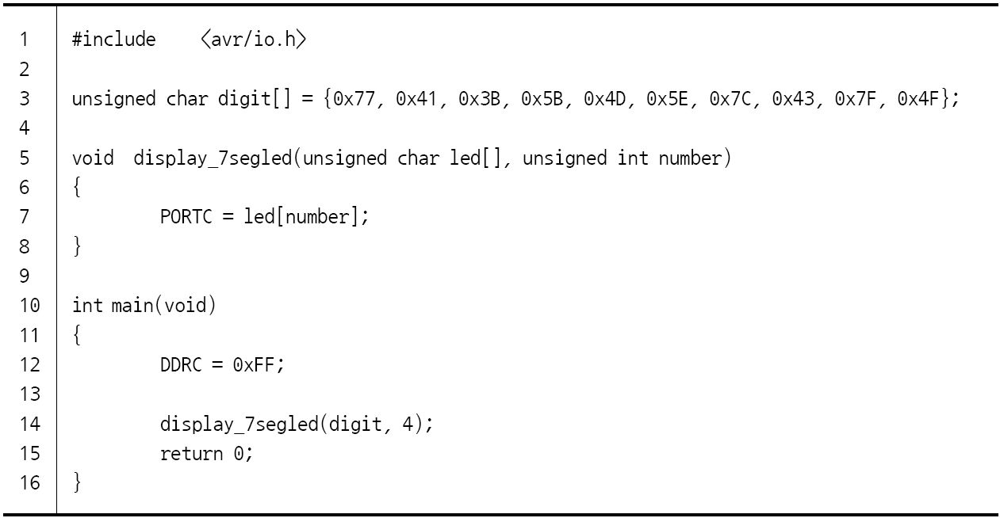 1 #include 〈avr/io.h〉
2
3 unsigned char digit[] = {0x77, 0x41, 0x3B, 0x5B, 0x4D, 0x5E, 0x7C, 0x43, 0x7F, 0x4F};
4
5 void display_7segled(unsigned char led[], unsigned int number)
6 {
7 PORTC = led[number];
8 }
9
10 int main(void)
11 {
12 DDRC = 0xFF;
13
14 display_7segled(digit, 4);
15 return 0;
16 }